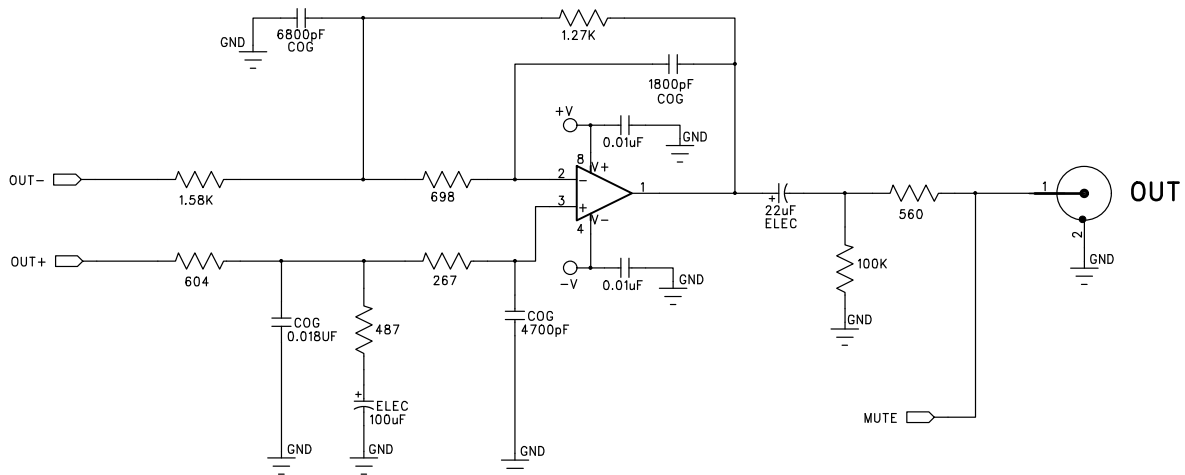 GND
6800pF
COG
1.27K
1800pF
COG
+V
0.01uF
GND
8
V+
OUT-
1.58K
698
2
-
1
3
+
V-
4
+
22uF
ELEC
560
1
OUT
2
GND
OUT+
604
267
-V
0.01uF
GND
100K
GND
COG
0.018UF
487
COG
4700pF
+
ELEC
100uF
MUTE
GND
GND
GND